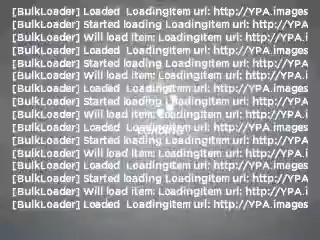 [BulkLoader] Loaded  LoadingItem url: http://YPA.images
[BulkLoader] Started loading LoadingItem url: http://YPA
[BulkLoader] Will load item: LoadingItem url: http://YPA.i
[BulkLoader] Loaded  LoadingItem url: http://YPA.images
[BulkLoader] Started loading LoadingItem url: http://YPA
[BulkLoader] Will load item: LoadingItem url: http://YPA.i
[BulkLoader] Loaded  LoadingItem url: http://YPA.images
[BulkLoader] Started loading LoadingItem url: http://YPA
[BulkLoader] Will load item: LoadingItem url: http://YPA.i
[BulkLoader] Loaded  LoadingItem url: http://YPA.images
[BulkLoader] Started loading LoadingItem url: http://YPA
[BulkLoader] Will load item: LoadingItem url: http://YPA.i
[BulkLoader] Loaded  LoadingItem url: http://YPA.images
[BulkLoader] Started loading LoadingItem url: http://YPA
[BulkLoader] Will load item: LoadingItem url: http://YPA.i
[BulkLoader] Loaded  LoadingItem url: http://YPA.images